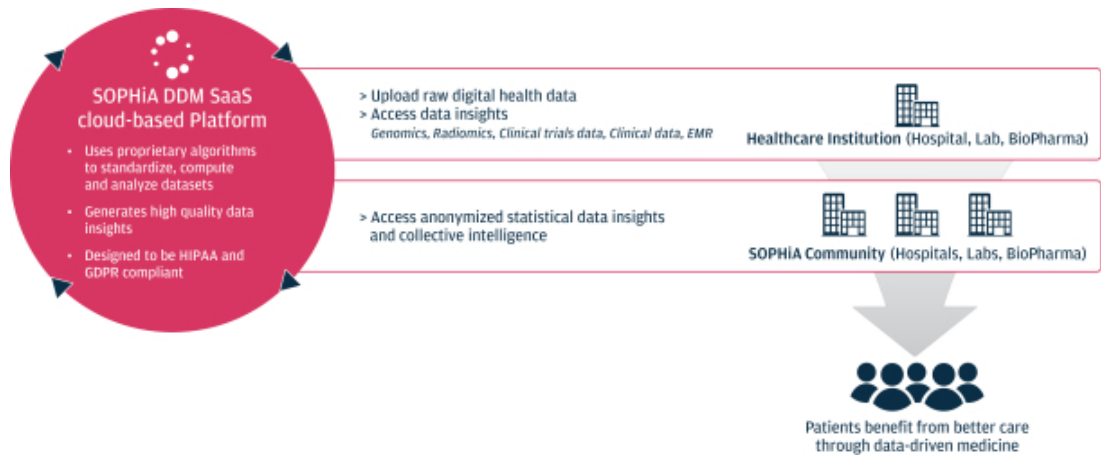 SOPHiA DDM SaaS
cloud-based Platform
• Uses proprietary algorithms
to standardize, compute
and analyze datasets
• Generates high quality data
insights
• Designed to be HIPAA and
GDPR compliant
> Upload raw digital health data
> Access data insights
Genomics, Radiomics, Clinical trials data, Clinical data, EMR
Healthcare Institution (Hospital, Lab, BioPharma)
> Access anonymized statistical data insights
and collective intelligence
SOPHiA Community (Hospitals, Labs, BioPharma)
Patients benefit from better care
through data-driven medicine